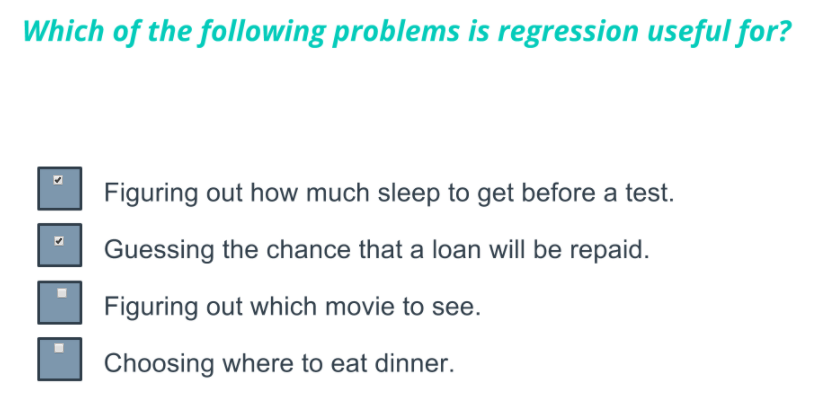 Which of the following problems is regression useful for?
Figuring out how much sleep to get before a test.
Guessing the chance that a loan will be repaid.
Figuring out which movie to see.
Choosing where to eat dinner.